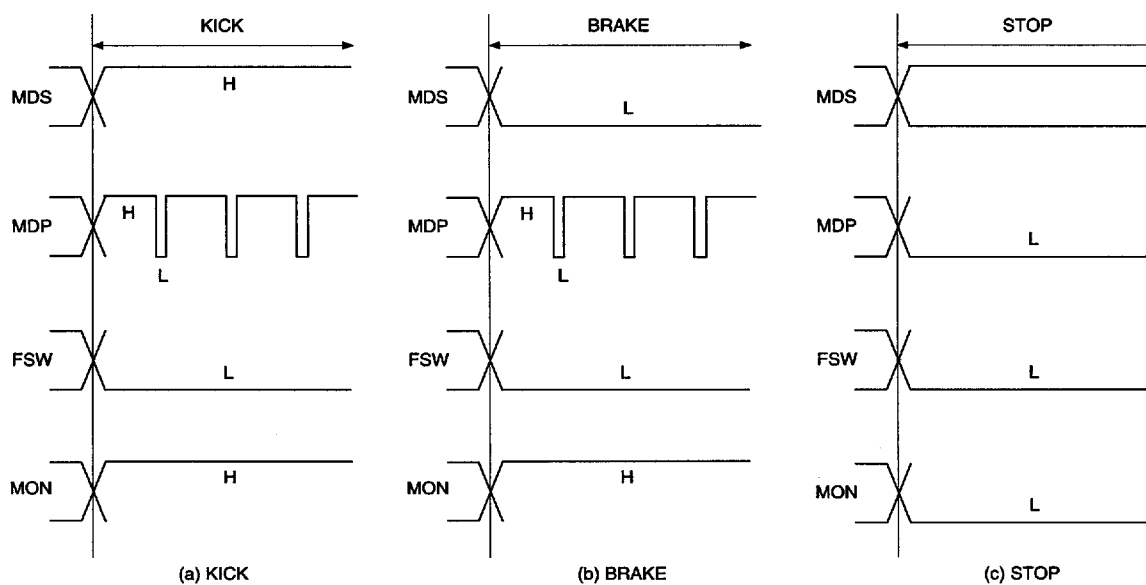 KICK BRAKE STOP
MDS H MDS L MDS
MDP H MDP H MDP L
L L
FSW L FSW L FSW L
MON H MON H MON L
(a) KICK (b) BRAKE (c) STOP